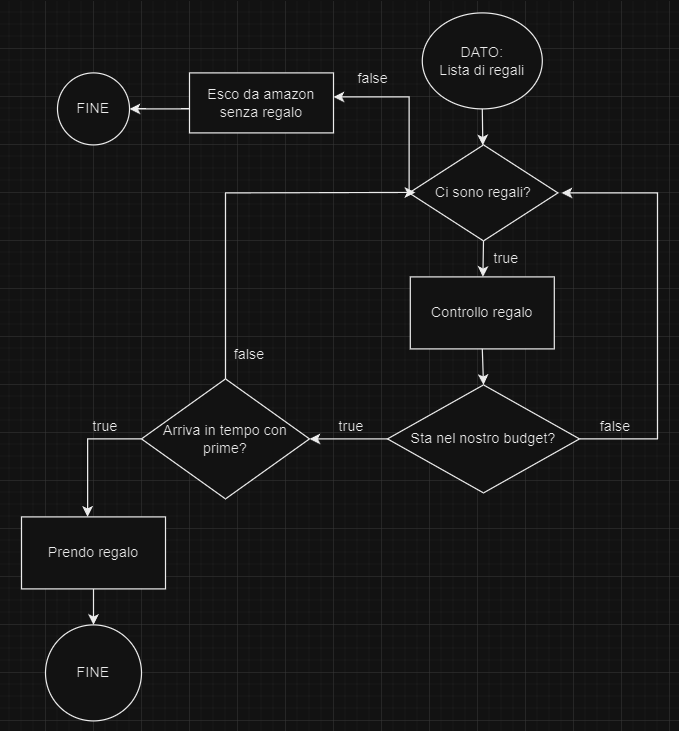 DATO:
Lista di regali
false
Esco da amazon
senza regalo
FINE
Ci sono regali?
true
Controllo regalo
false
Sta nel nostro budget?
true
false
Arriva in tempo con
prime?
true
Prendo regalo
FINE